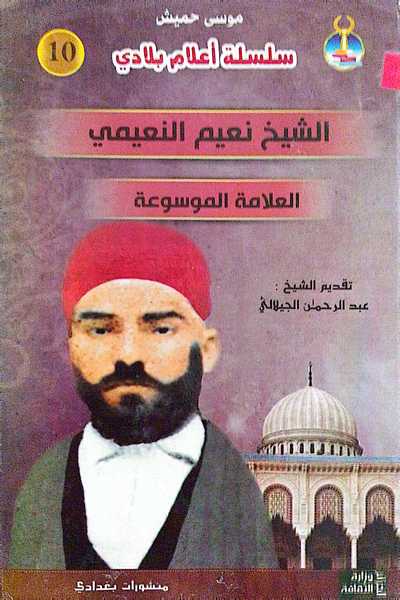 موسى حميش
سلسلة أعلام بلادي
10
الشيخ نعيم النعيمي
العلامة الموسوعة
تقديم الشيخ :
عبد الرحمن الجيلالي
منشورات بغدادي
وزارة
الثقافة